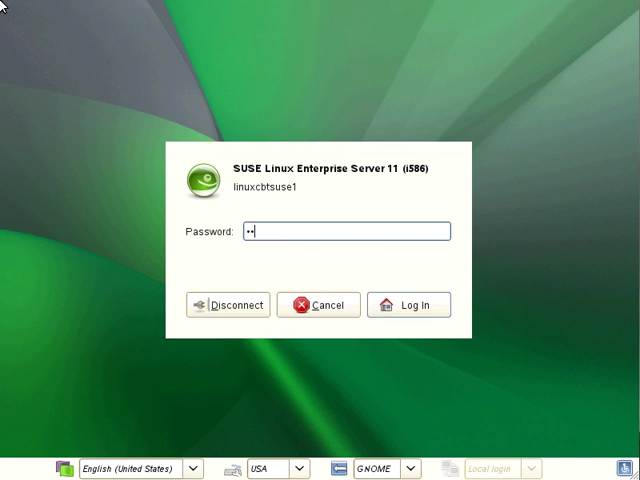 SUSE Linux Enterprise Server 11 (i586)
linuxcbtsuse1
Password: ••
Disconnect Cancel Log In
English (United States) USA GNOME Local login